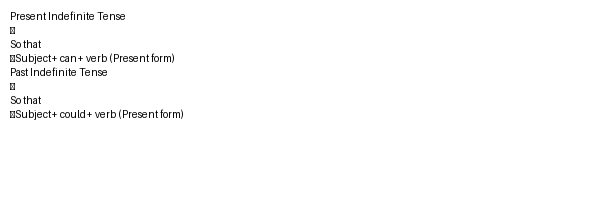 Present Indefinite Tense
So that
Subject+ can+ verb (Present form)
Past Indefinite Tense
So that
Subject+ could+ verb (Present form)